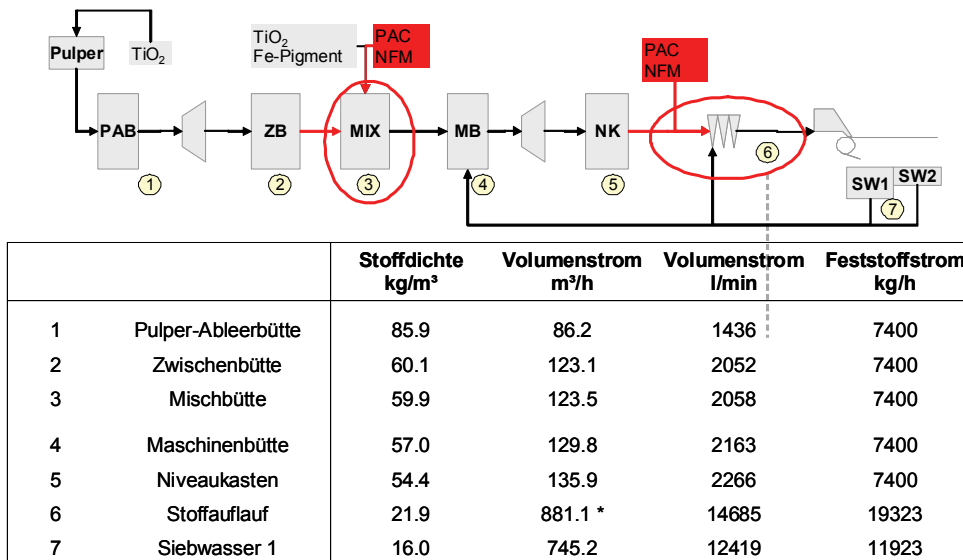 Pulper
TiO₂
TiO₂
Fe-Pigment
PAC
NFM
PAC
NFM
PAB
ZB
MIX
MB
NK
1
2
3
4
5
6
SW1
SW2
7
Stoffdichte Volumenstrom Volumenstrom Feststoffstrom
kg/m³ m³/h l/min kg/h
1 Pulper-Ableerbütte 85.9 86.2 1436 7400
2 Zwischenbütte 60.1 123.1 2052 7400
3 Mischbütte 59.9 123.5 2058 7400
4 Maschinenbütte 57.0 129.8 2163 7400
5 Niveaukasten 54.4 135.9 2266 7400
6 Stoffauflauf 21.9 881.1 * 14685 19323
7 Siebwasser 1 16.0 745.2 12419 11923